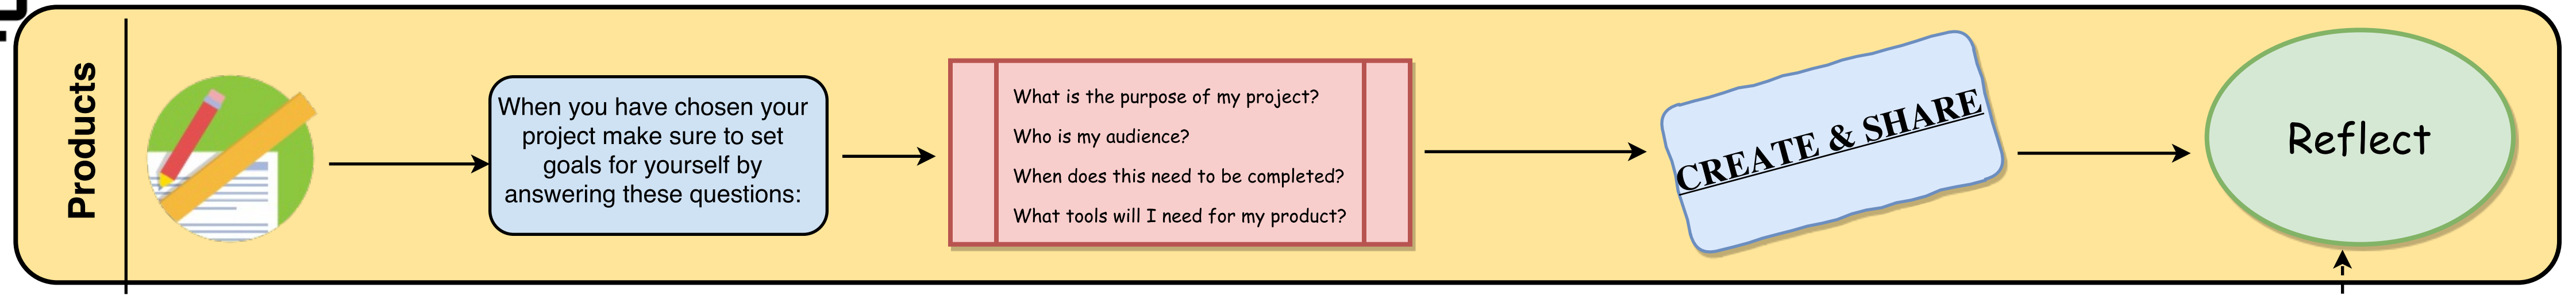 Products
When you have chosen your
project make sure to set
goals for yourself by
answering these questions:
What is the purpose of my project?
Who is my audience?
When does this need to be completed?
What tools will I need for my product?
CREATE & SHARE
Reflect